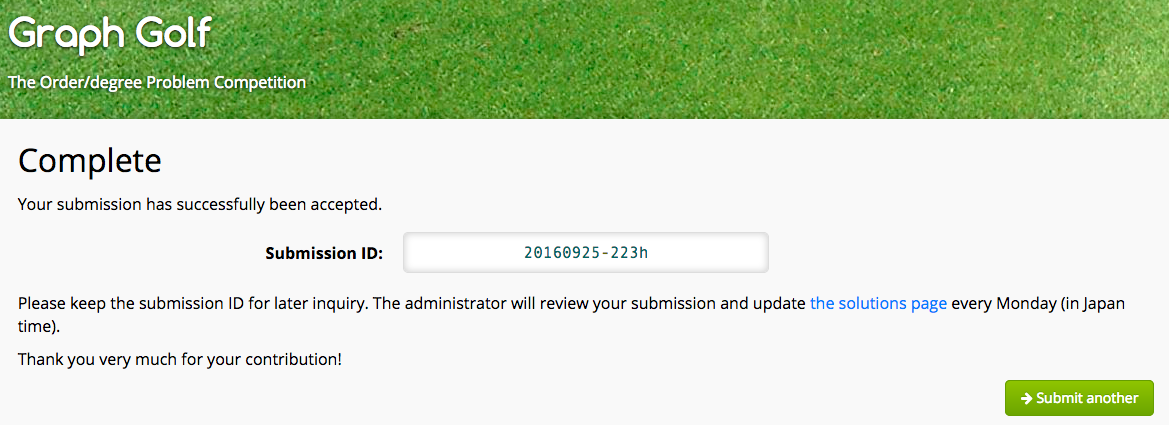 Graph Golf
The Order/degree Problem Competition
Complete
Your submission has successfully been accepted.
Submission ID: 20160925-223h
Please keep the submission ID for later inquiry. The administrator will review your submission and update the solutions page every Monday (in Japan
time).
Thank you very much for your contribution!
→ Submit another